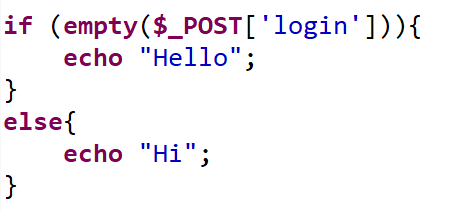 if (empty($_POST['login'])){
    echo "Hello";
}
else{
    echo "Hi";
}